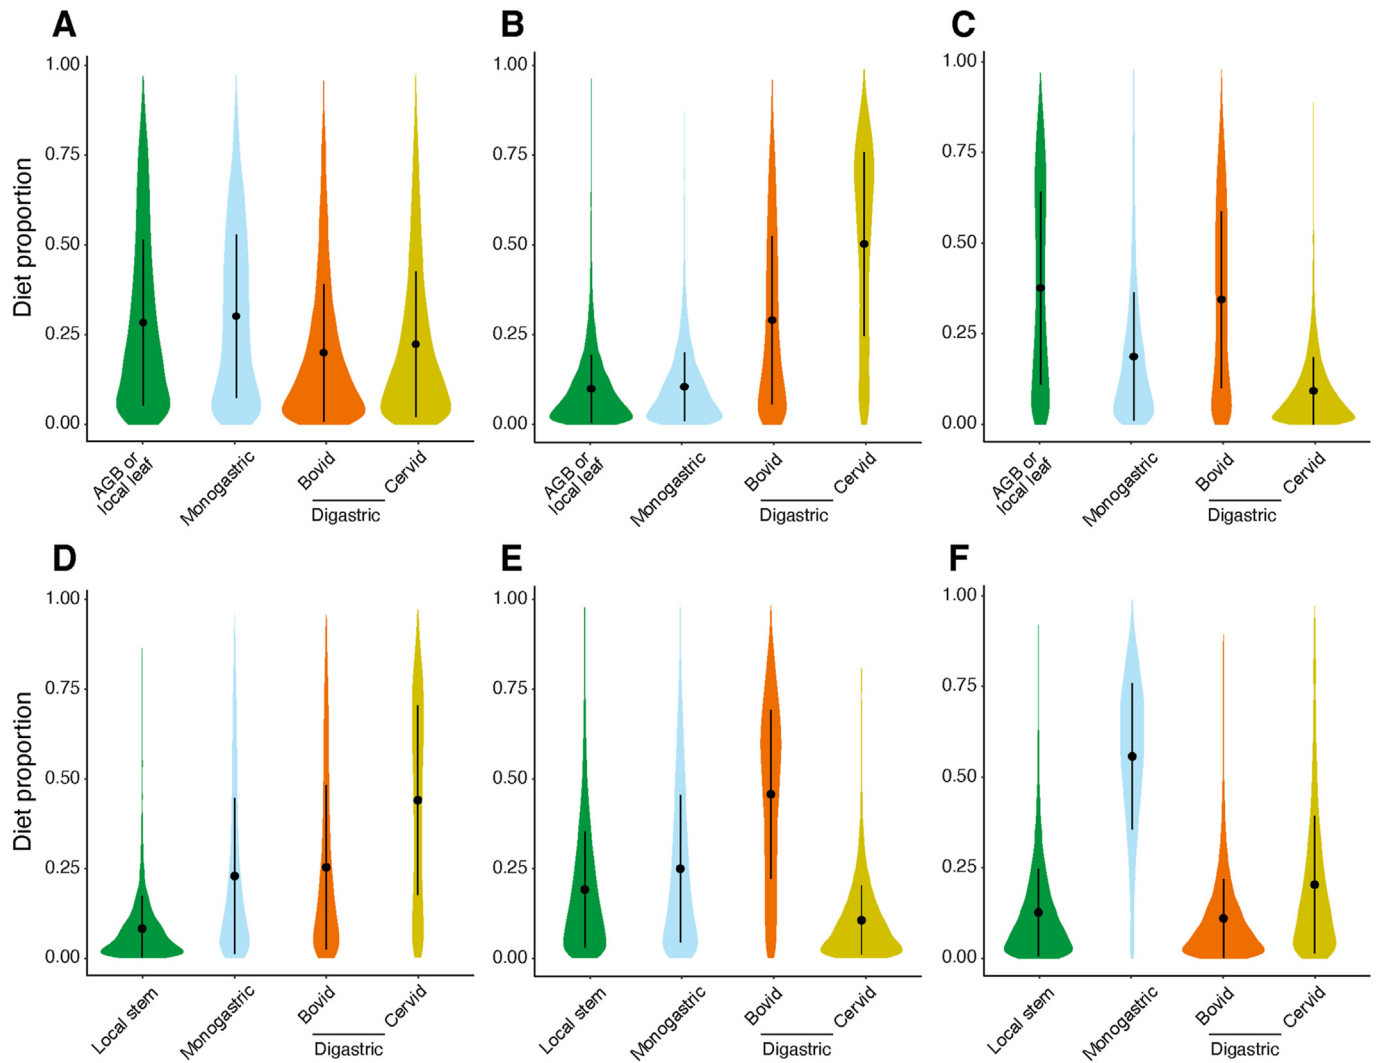 A
B
C
Diet proportion
1.00
0.75
0.50
0.25
0.00
AGB or
local leaf
Monogastric
Bovid
Cervid
Digastric
1.00
0.75
0.50
0.25
0.00
AGB or
local leaf
Monogastric
Bovid
Cervid
Digastric
1.00
0.75
0.50
0.25
0.00
AGB or
local leaf
Monogastric
Bovid
Cervid
Digastric
D
E
F
Diet proportion
1.00
0.75
0.50
0.25
0.00
Local stem
Monogastric
Bovid
Cervid
Digastric
1.00
0.75
0.50
0.25
0.00
Local stem
Monogastric
Bovid
Cervid
Digastric
1.00
0.75
0.50
0.25
0.00
Local stem
Monogastric
Bovid
Cervid
Digastric